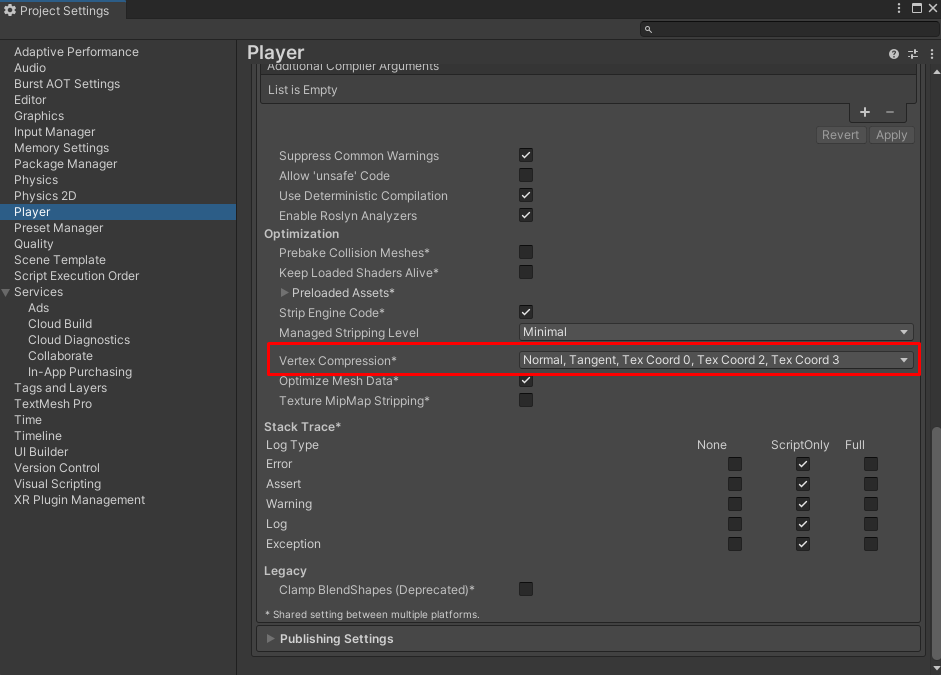 Project Settings
Adaptive Performance
Audio
Burst AOT Settings
Editor
Graphics
Input Manager
Memory Settings
Package Manager
Physics
Physics 2D
Player
Preset Manager
Quality
Scene Template
Script Execution Order
Services
Ads
Cloud Build
Cloud Diagnostics
Collaborate
In-App Purchasing
Tags and Layers
TextMesh Pro
Time
Timeline
UI Builder
Version Control
Visual Scripting
XR Plugin Management
Player
Additional Compiler Arguments
List is Empty
Revert Apply
Suppress Common Warnings
Allow 'unsafe' Code
Use Deterministic Compilation
Enable Roslyn Analyzers
Optimization
Prebake Collision Meshes*
Keep Loaded Shaders Alive*
Preloaded Assets*
Strip Engine Code*
Managed Stripping Level Minimal
Vertex Compression* Normal, Tangent, Tex Coord 0, Tex Coord 2, Tex Coord 3
Optimize Mesh Data*
Texture MipMap Stripping*
Stack Trace*
Log Type None ScriptOnly Full
Error
Assert
Warning
Log
Exception
Legacy
Clamp BlendShapes (Deprecated)*
* Shared setting between multiple platforms.
Publishing Settings